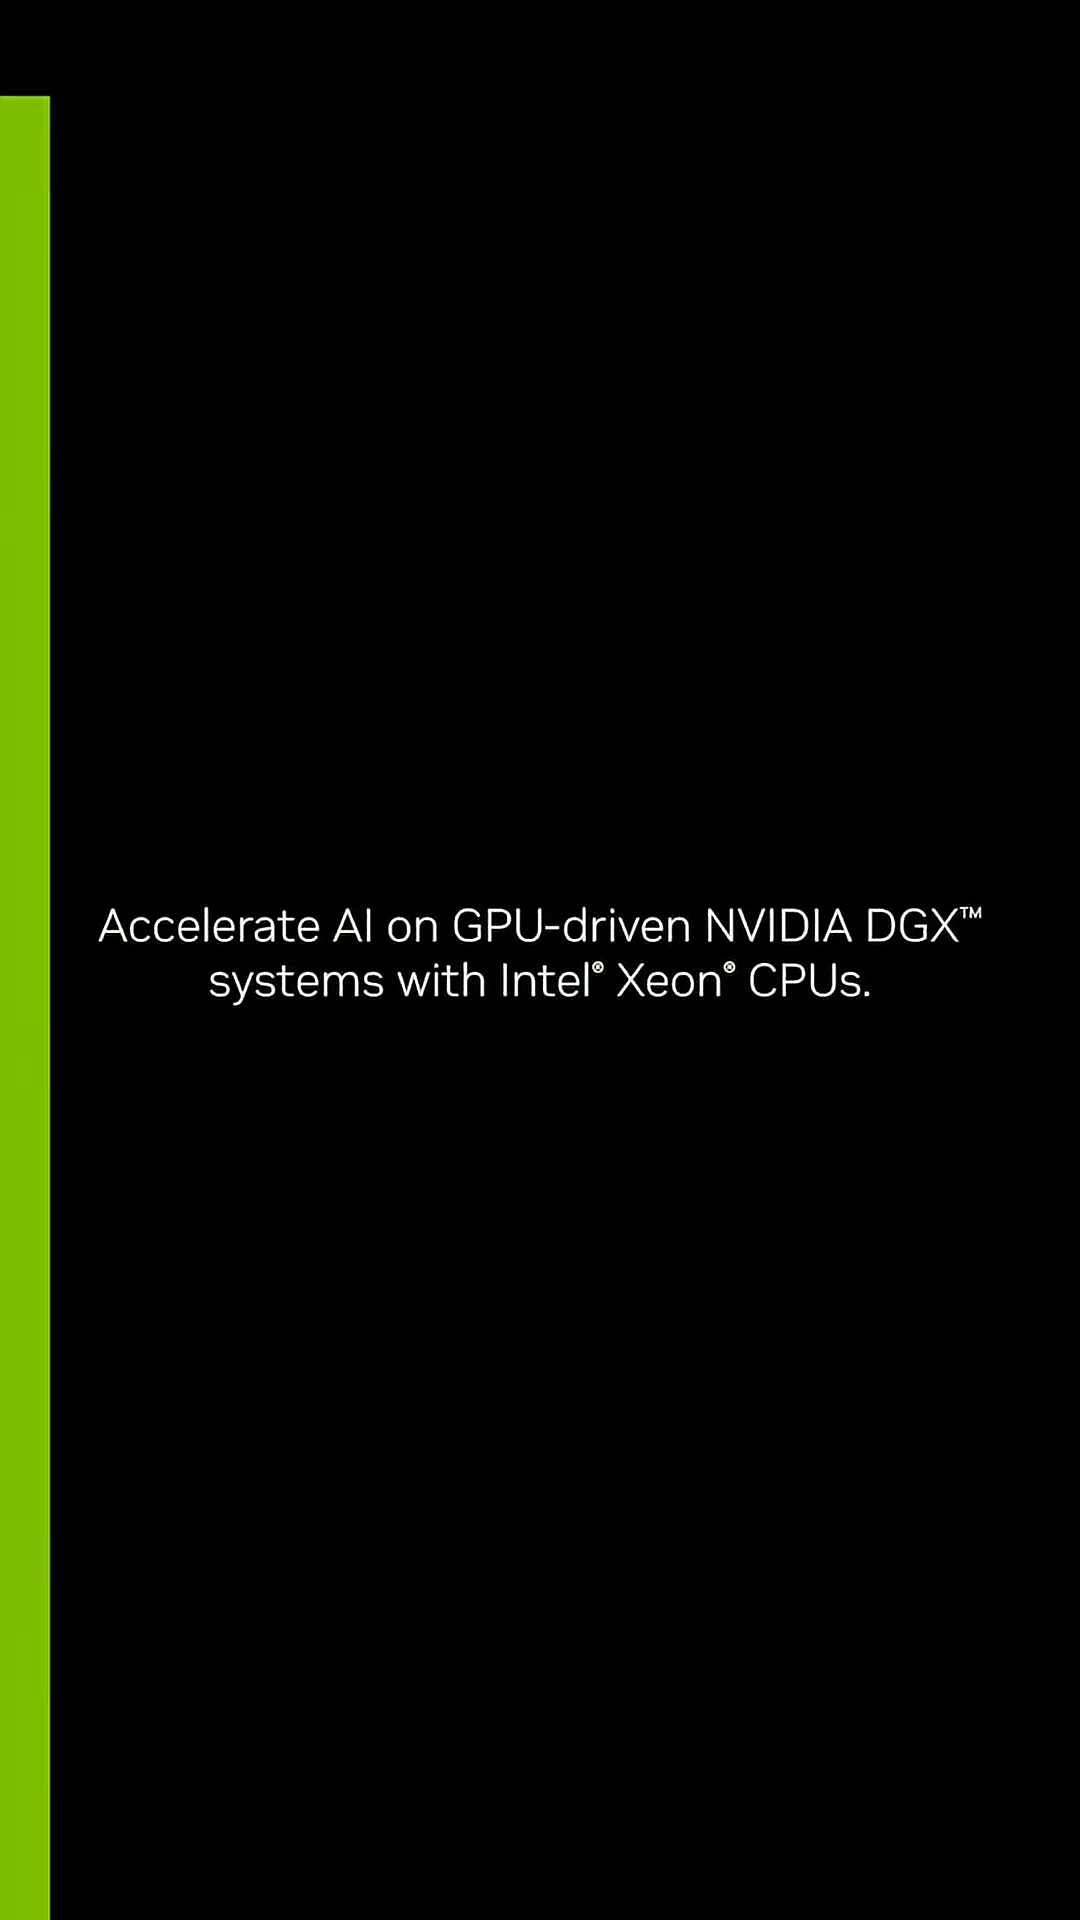 Accelerate AI on GPU-driven NVIDIA DGX™
systems with Intel® Xeon® CPUs.